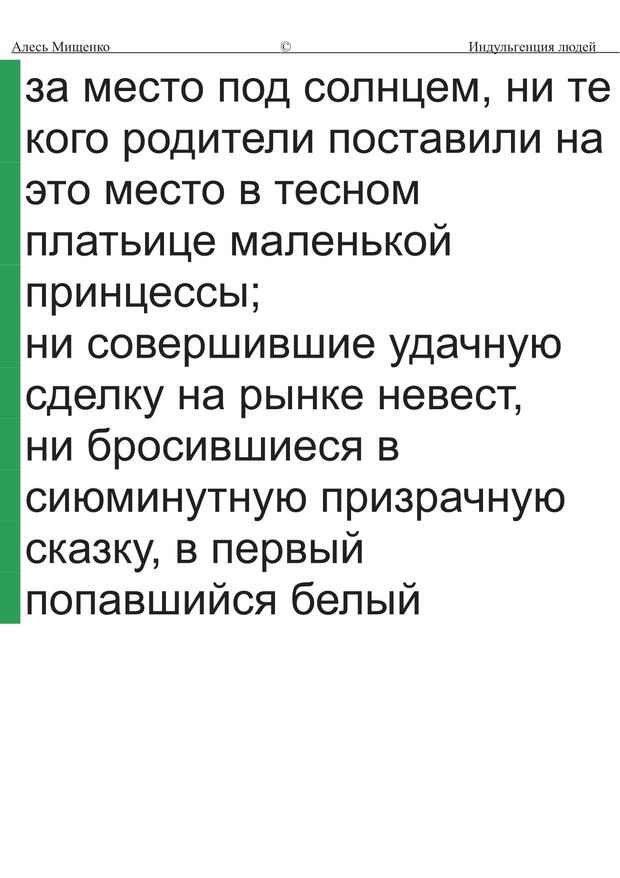 Алесь Мищенко © Индульгенция людей
за место под солнцем, ни те
кого родители поставили на
это место в тесном
платьице маленькой
принцессы;
ни совершившие удачную
сделку на рынке невест,
ни бросившиеся в
сиюминутную призрачную
сказку, в первый
попавшийся белый